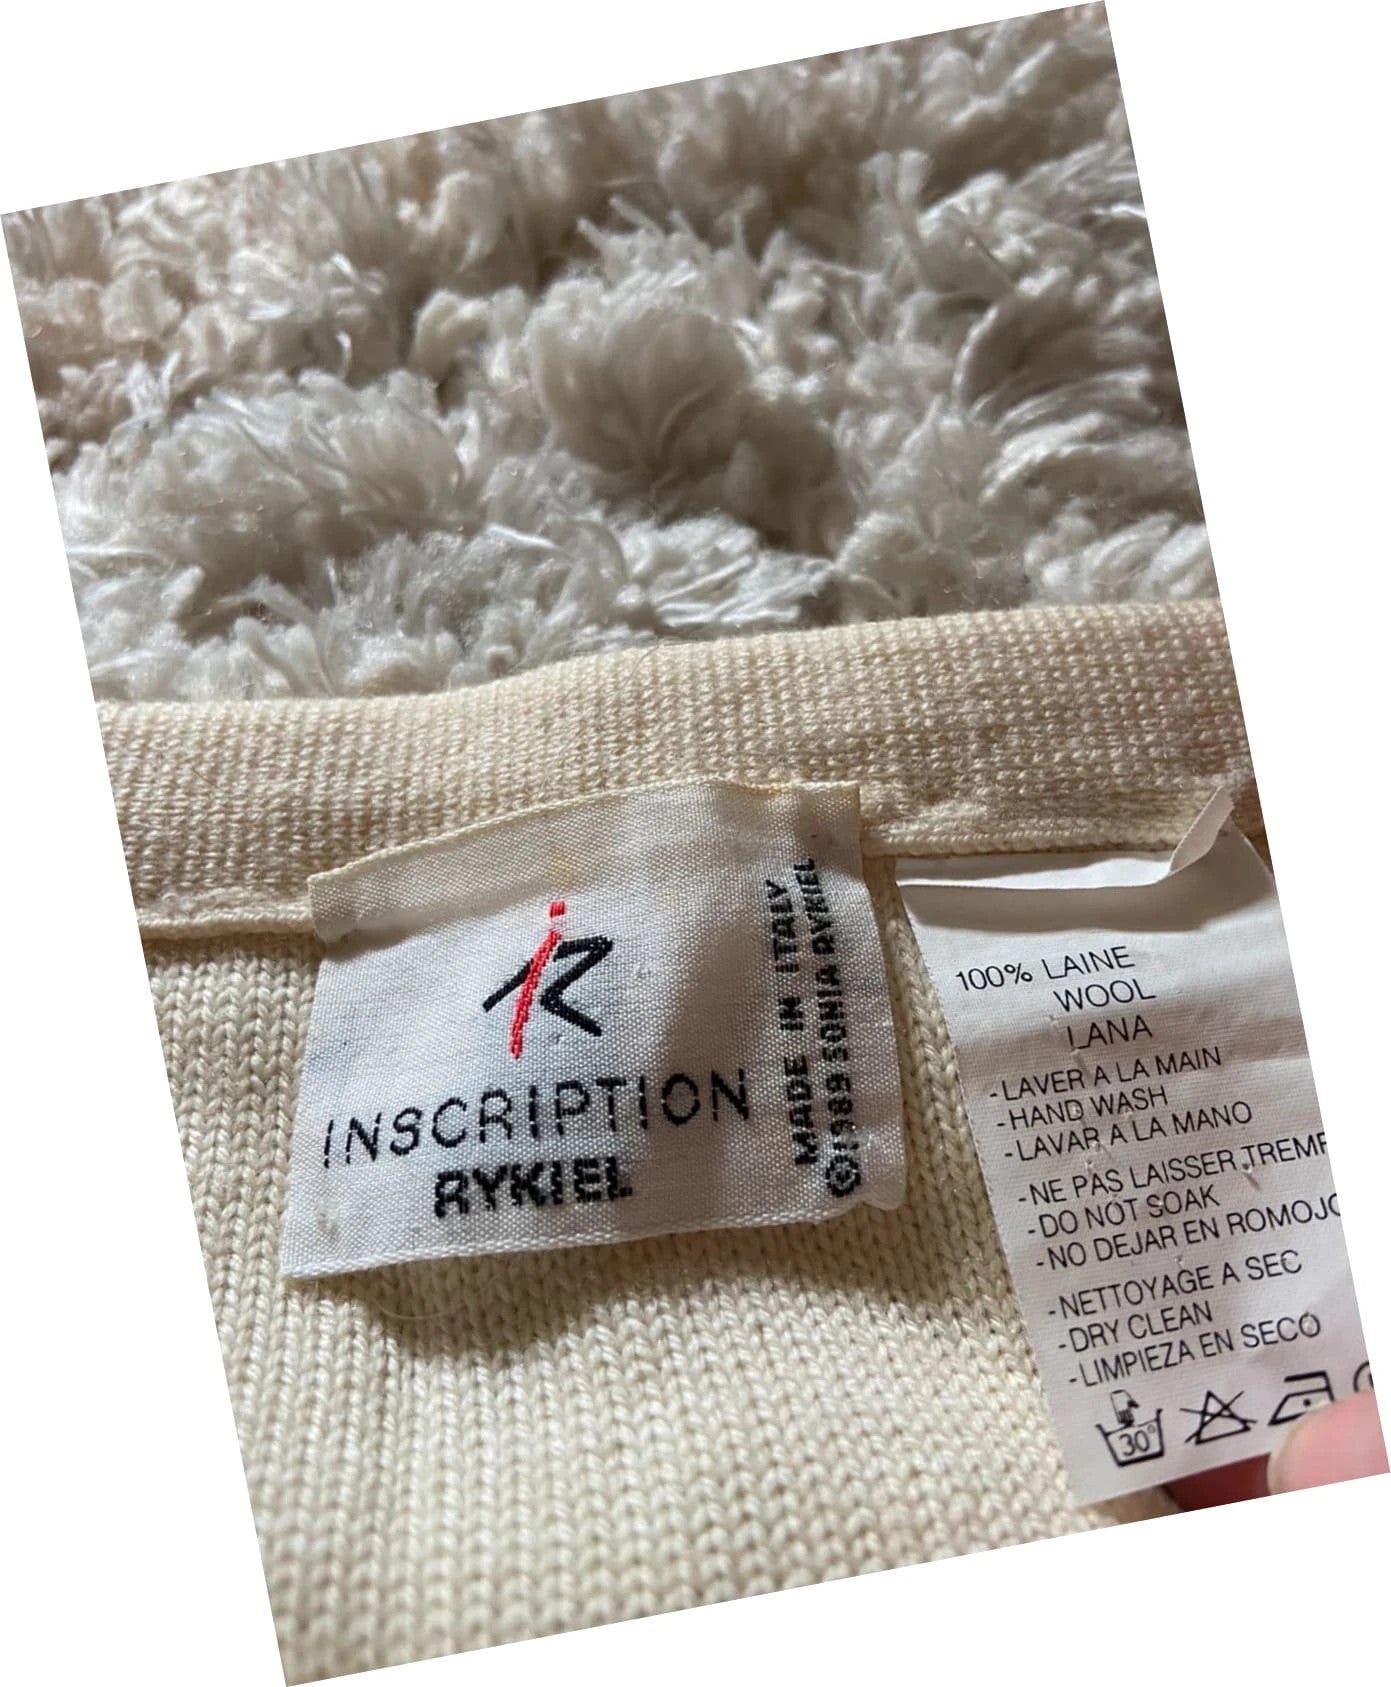 iR
INSCRIPTION
RYKIEL
MADE IN ITALY
©1989 SONIA RYKIEL
100% LAINE
WOOL
LANA
-LAVER A LA MAIN
-HAND WASH
-LAVAR A LA MANO
-NE PAS LAISSER TREMP
-DO NOT SOAK
-NO DEJAR EN ROMOJO
-NETTOYAGE A SEC
-DRY CLEAN
-LIMPIEZA EN SECO
30°